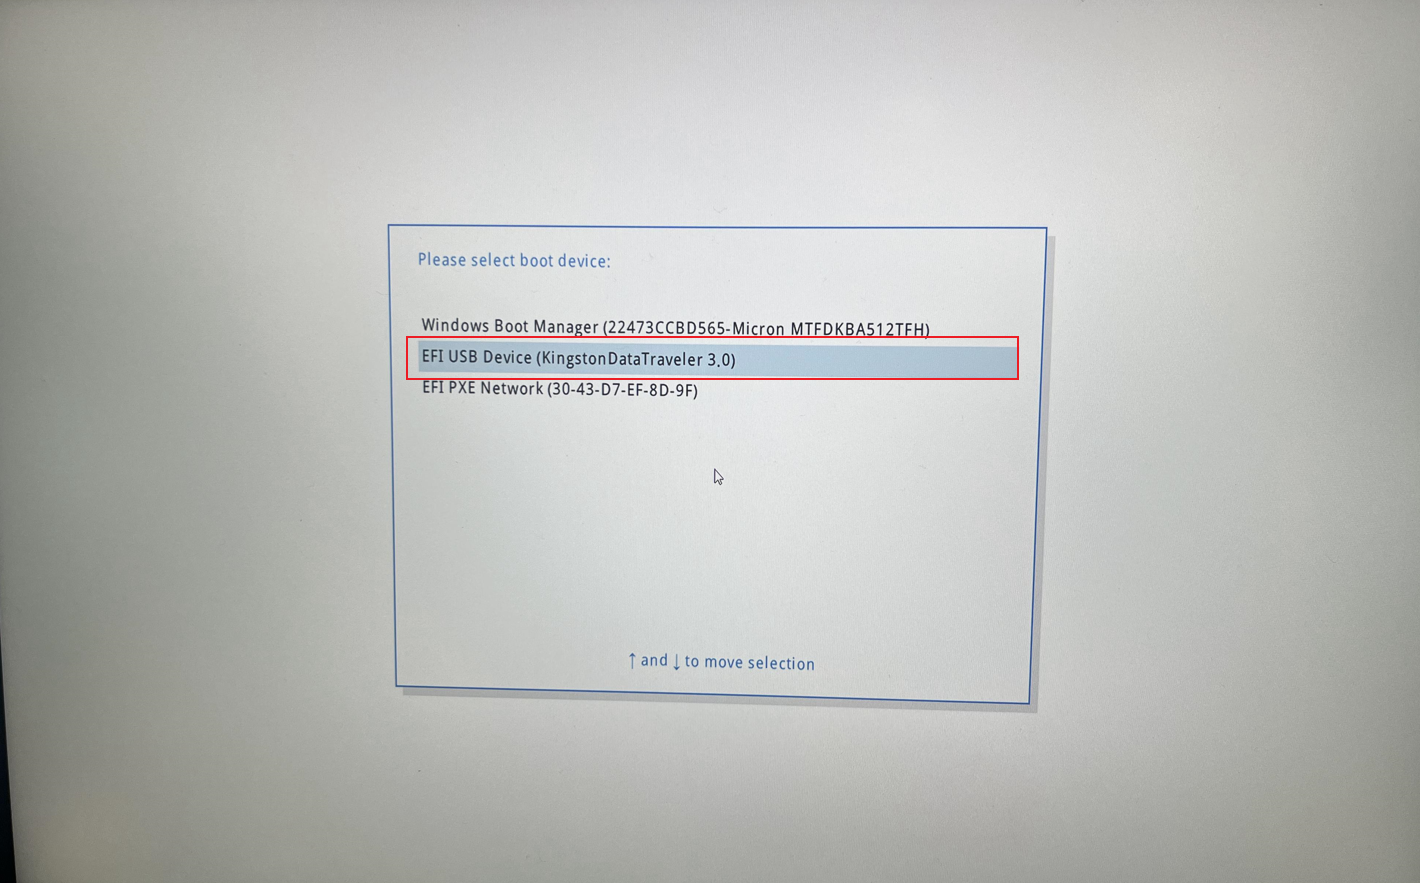 Please select boot device:
Windows Boot Manager (22473CCBD565-Micron MTFDKBA512TFH)
EFI USB Device (KingstonDataTraveler 3.0)
EFI PXE Network (30-43-D7-EF-8D-9F)
↑ and ↓ to move selection